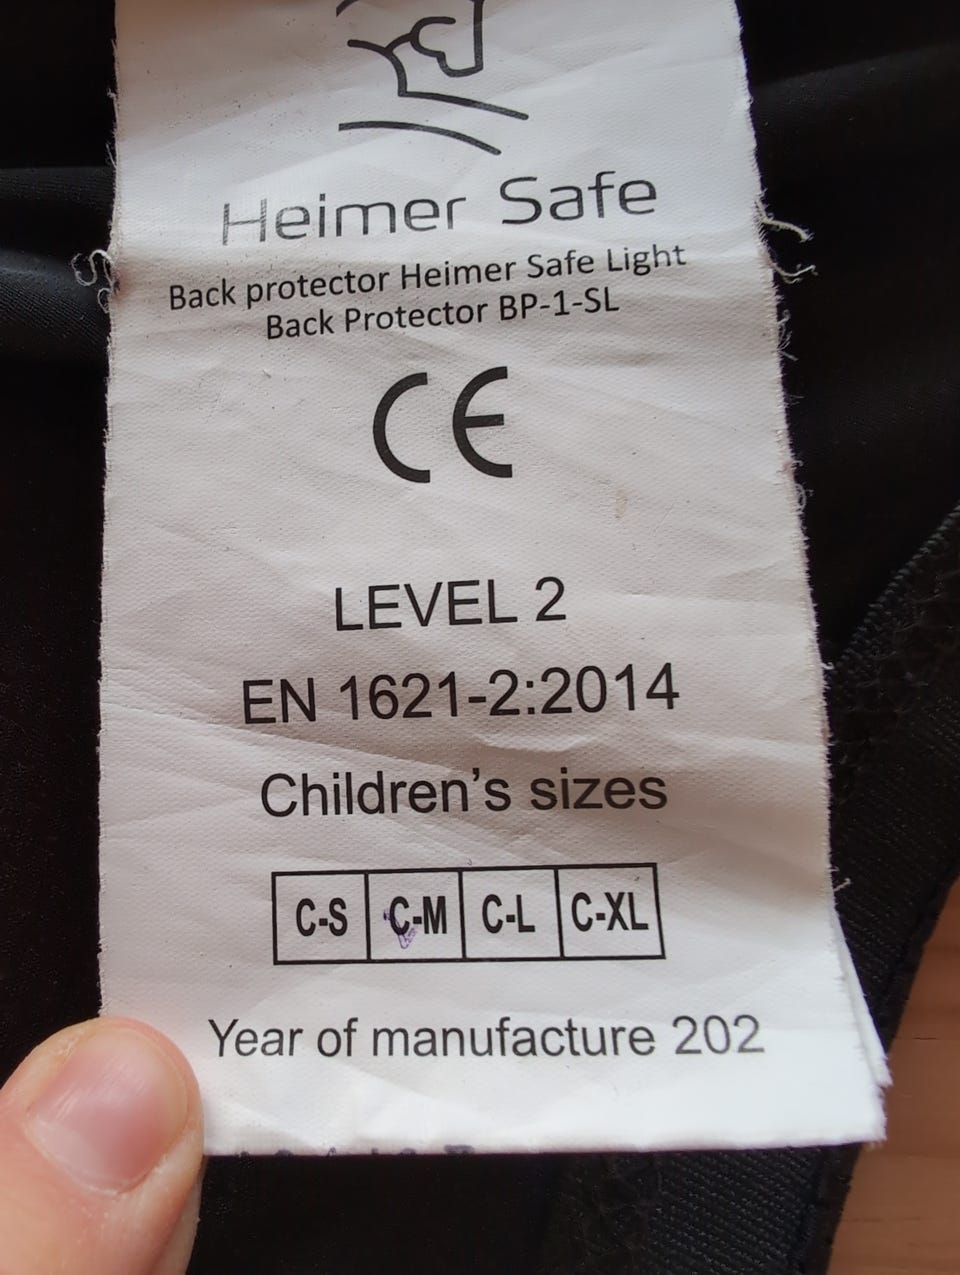 Heimer Safe
Back protector Heimer Safe Light
Back Protector BP-1-SL
CE
LEVEL 2
EN 1621-2:2014
Children's sizes
C-S C-M C-L C-XL
Year of manufacture 202